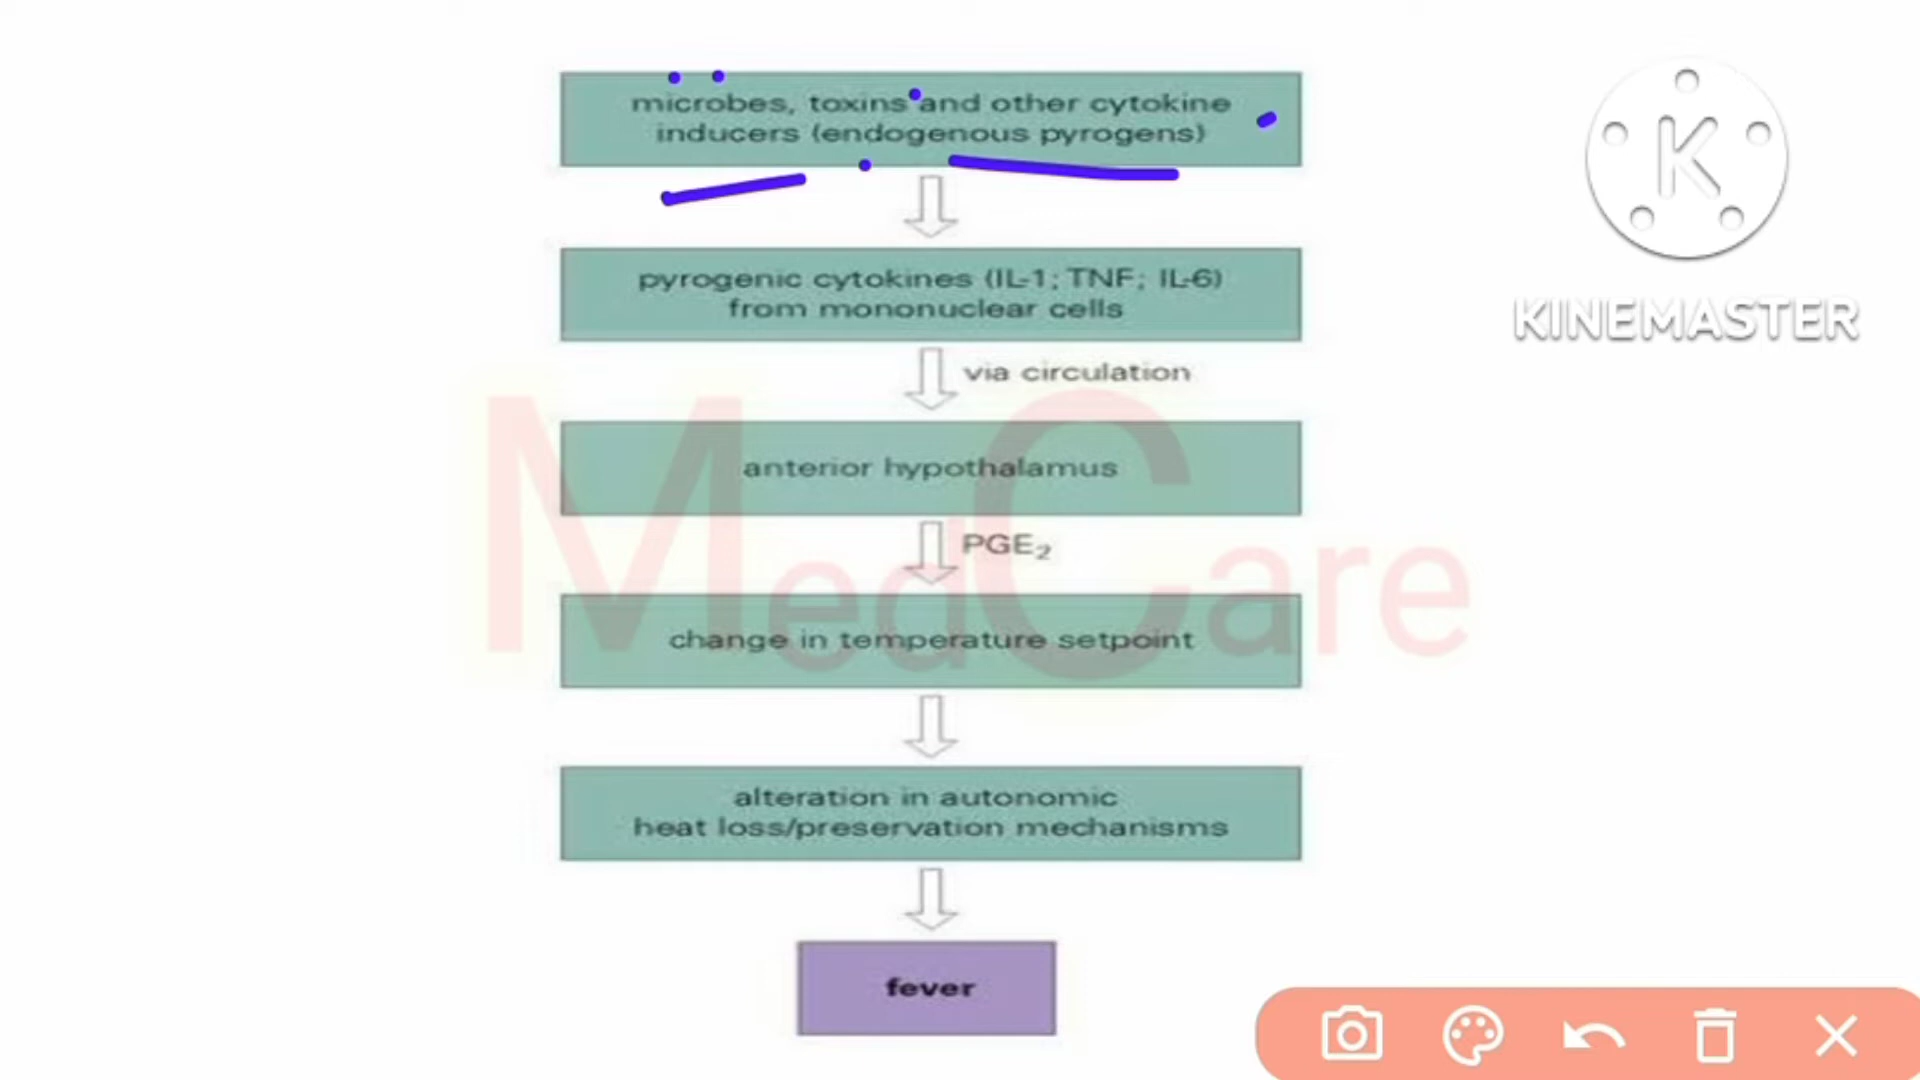 microbes, toxins and other cytokine
inducers (endogenous pyrogens)
pyrogenic cytokines (IL-1; TNF; IL-6)
from mononuclear cells
via circulation
anterior hypothalamus
PGE₂
change in temperature setpoint
alteration in autonomic
heat loss/preservation mechanisms
fever
MedCare
K
KINEMASTER